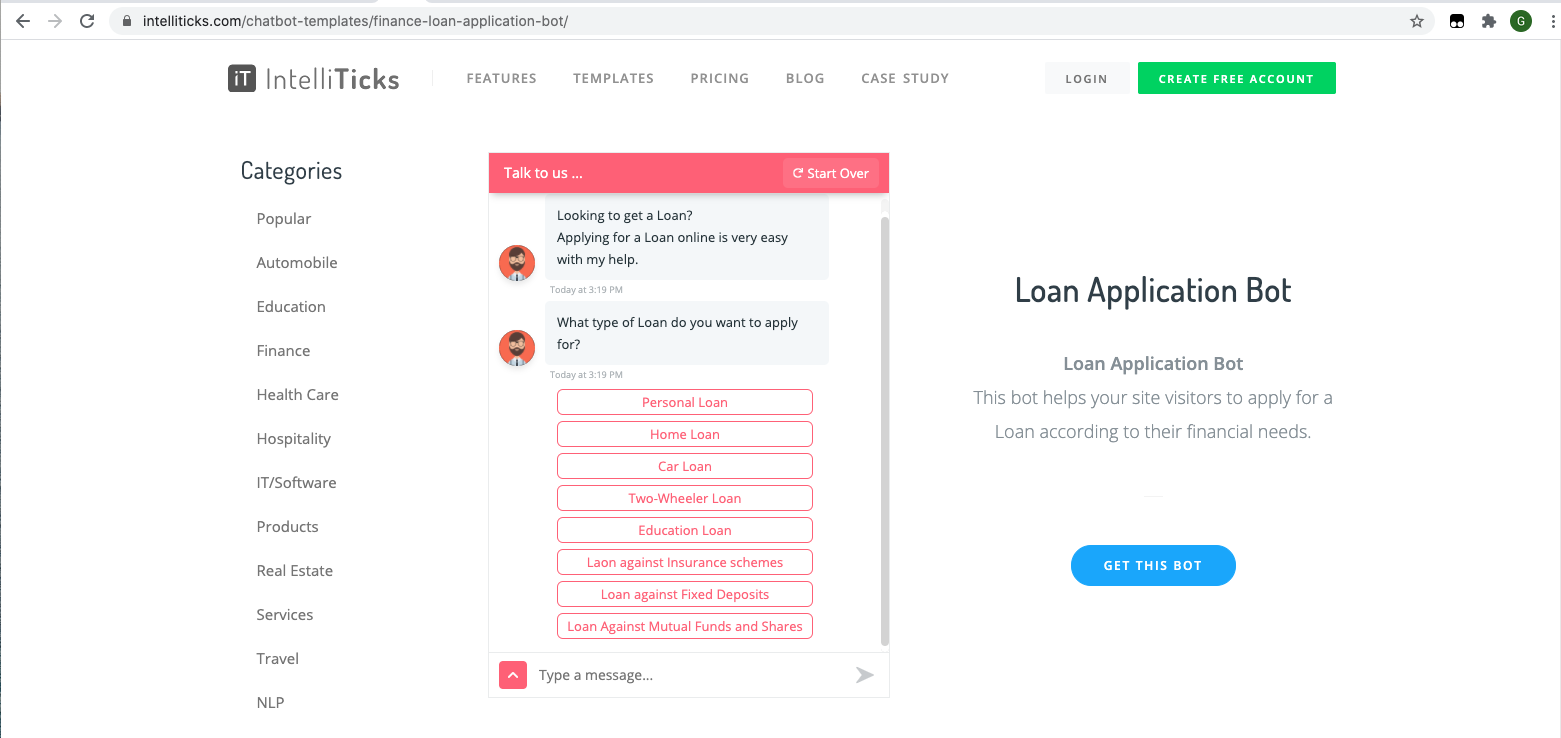 intelliticks.com/chatbot-templates/finance-loan-application-bot/
G
iT IntelliTicks
FEATURES
TEMPLATES
PRICING
BLOG
CASE STUDY
LOGIN
CREATE FREE ACCOUNT
Categories
Popular
Automobile
Education
Finance
Health Care
Hospitality
IT/Software
Products
Real Estate
Services
Travel
NLP
Talk to us ...
Start Over
Looking to get a Loan?
Applying for a Loan online is very easy
with my help.
Today at 3:19 PM
What type of Loan do you want to apply
for?
Today at 3:19 PM
Personal Loan
Home Loan
Car Loan
Two-Wheeler Loan
Education Loan
Laon against Insurance schemes
Loan against Fixed Deposits
Loan Against Mutual Funds and Shares
Type a message...
Loan Application Bot
Loan Application Bot
This bot helps your site visitors to apply for a
Loan according to their financial needs.
GET THIS BOT